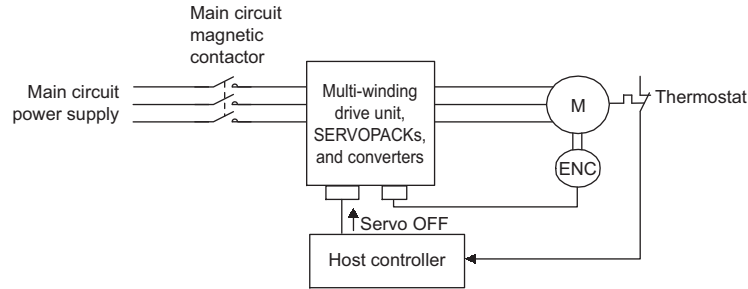 Main circuit
magnetic
contactor
Main circuit
power supply
Multi-winding
drive unit,
SERVOPACKs,
and converters
M
Thermostat
ENC
Servo OFF
Host controller